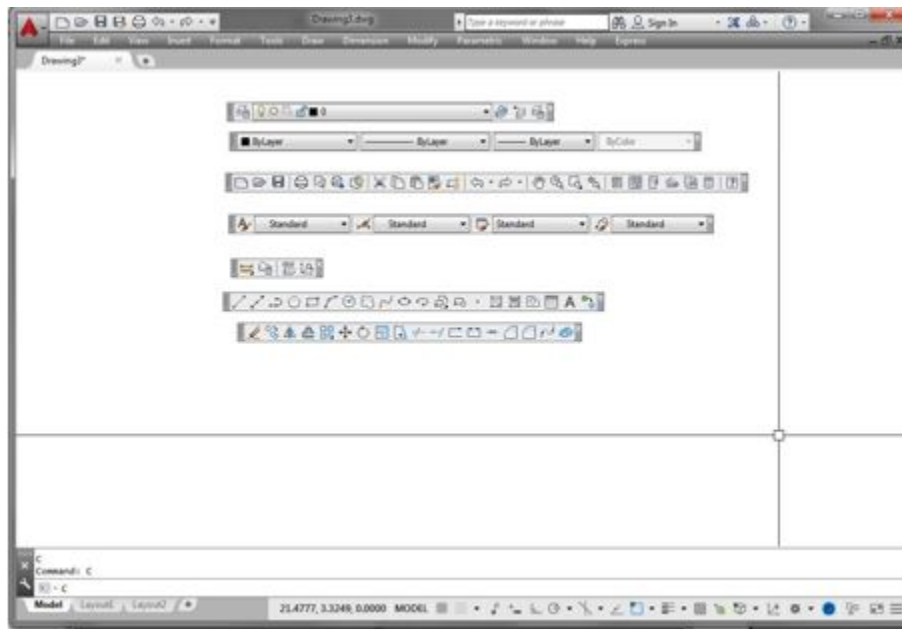 Drawing3.dwg
Type a keyword or phrase
Sign In
File Edit View Insert Format Tools Draw Dimension Modify Parametric Window Help Express
Drawing3*
0
ByLayer ByLayer ByLayer ByColor
Standard Standard Standard Standard
A
C
Command: C
C
Model Layout1 Layout2
21.4777, 3.3249, 0.0000 MODEL